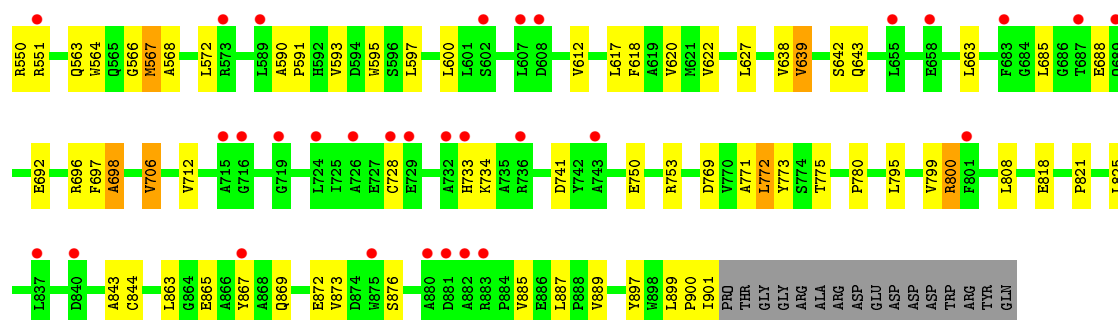 R550 R551 Q563 W564 Q565 G566 M567 A568 L572 R573 L589 A590 P591 H592 V593 D594 W595 S596 L597 L600 L601 S602 L607 D608 V612 L617 F618 A619 V620 M621 V622 L627 V638 V639 S642 Q643 L655 E658 L663 F683 G684 L685 G686 T687 E688 Q689
E692 R696 F697 A698 V706 V712 A715 G716 G719 L724 I725 A726 E727 C728 E729 A732 H733 K734 A735 R736 D741 Y742 A743 E750 R753 D769 V770 A771 L772 Y773 S774 T775 P780 L795 V799 R800 F801 L808 E818 P821 L825
L837 D840 A843 C844 L863 G864 E865 A866 Y867 A868 Q869 E872 V873 D874 W875 S876 A880 D881 A882 R883 P884 V885 E886 L887 P888 V889 Y897 W898 L899 P900 I901 PRO THR GLY GLY ARG ALA ARG ASP GLU ASP ASP ASP TRP ARG TYR GLN